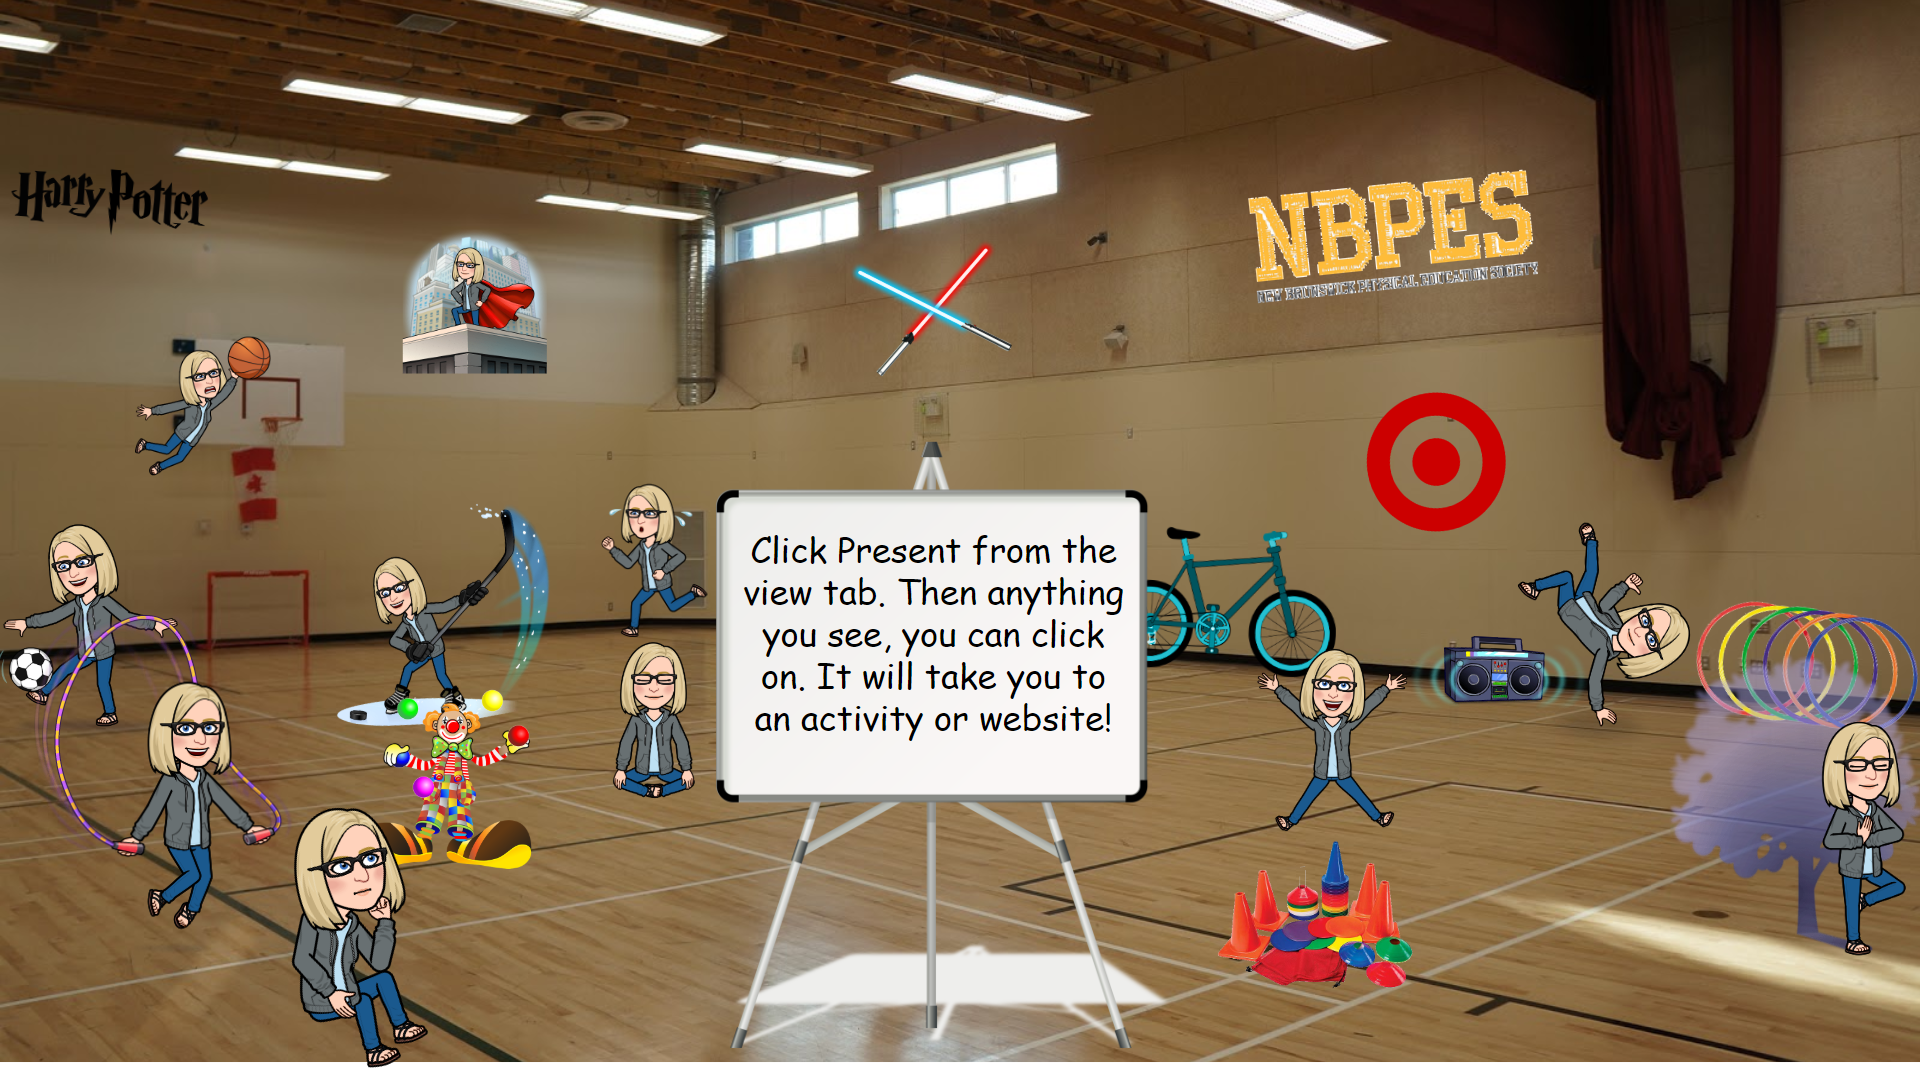 Harry Potter
NBPES
NEW BRUNSWICK PHYSICAL EDUCATION SOCIETY
Click Present from the
view tab. Then anything
you see, you can click
on. It will take you to
an activity or website!